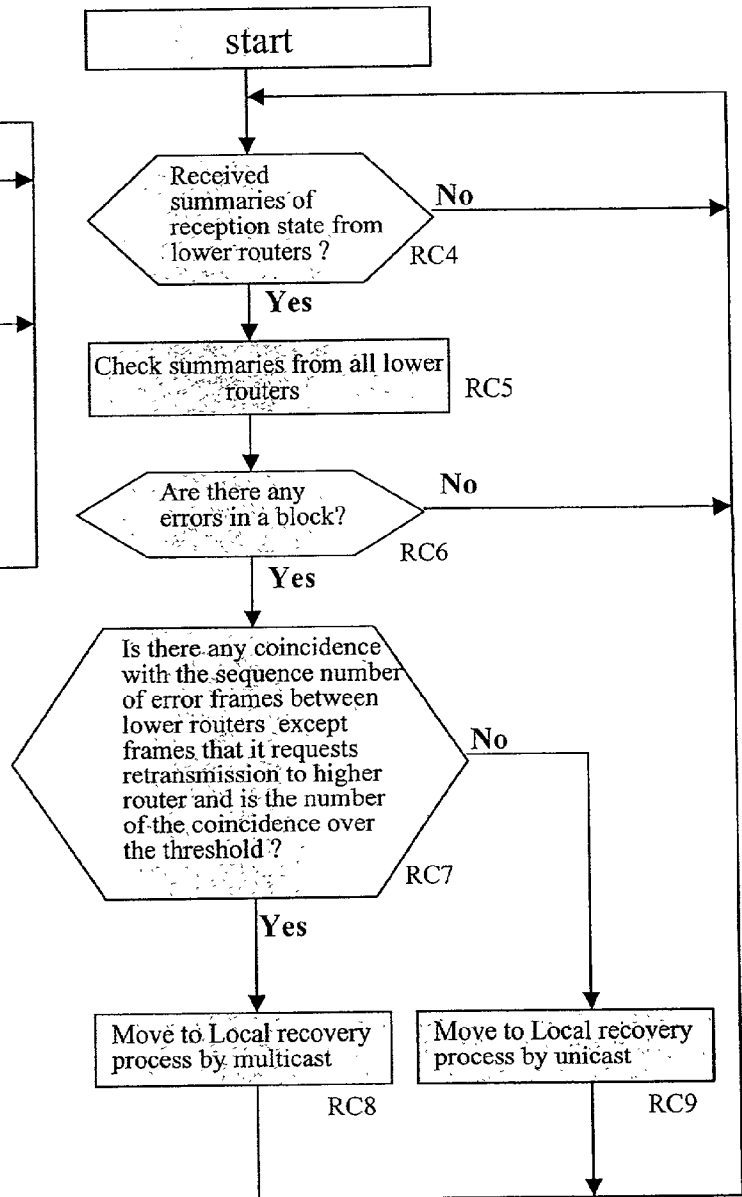 start
Received
summaries of
reception state from
lower routers ?
No
RC4
Yes
Check summaries from all lower
routers
RC5
Are there any
errors in a block?
No
RC6
Yes
Is there any coincidence
with the sequence number
of error frames between
lower routers except
frames that it requests
retransmission to higher
router and is the number
of the coincidence over
the threshold ?
No
RC7
Yes
Move to Local recovery
process by multicast
RC8
Move to Local recovery
process by unicast
RC9